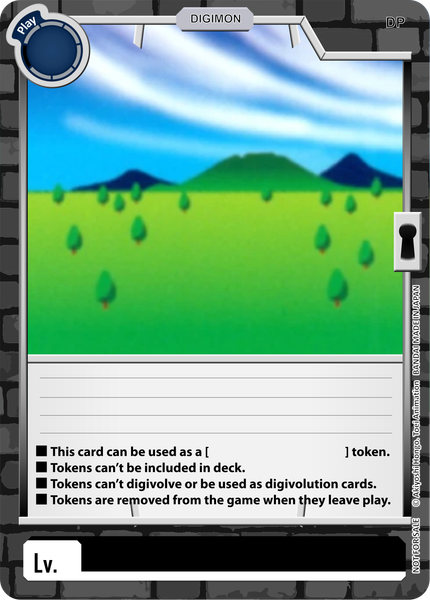 DIGIMON
Play
DP
■ This card can be used as a [ ] token.
■ Tokens can't be included in deck.
■ Tokens can't digivolve or be used as digivolution cards.
■ Tokens are removed from the game when they leave play.
NOT FOR SALE © Akiyoshi Hongo, Toei Animation BANDAI MADE IN JAPAN
Lv.